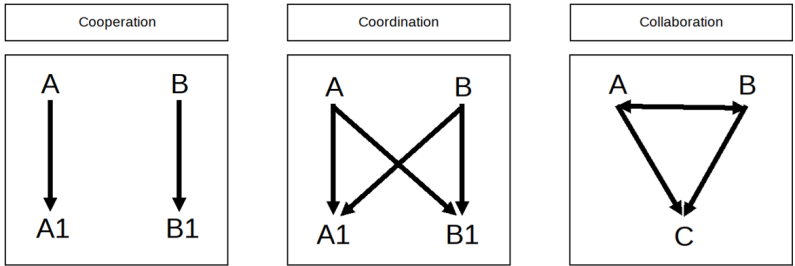 Cooperation
Coordination
Collaboration
A B
A1 B1
A B
A1 B1
A B
C